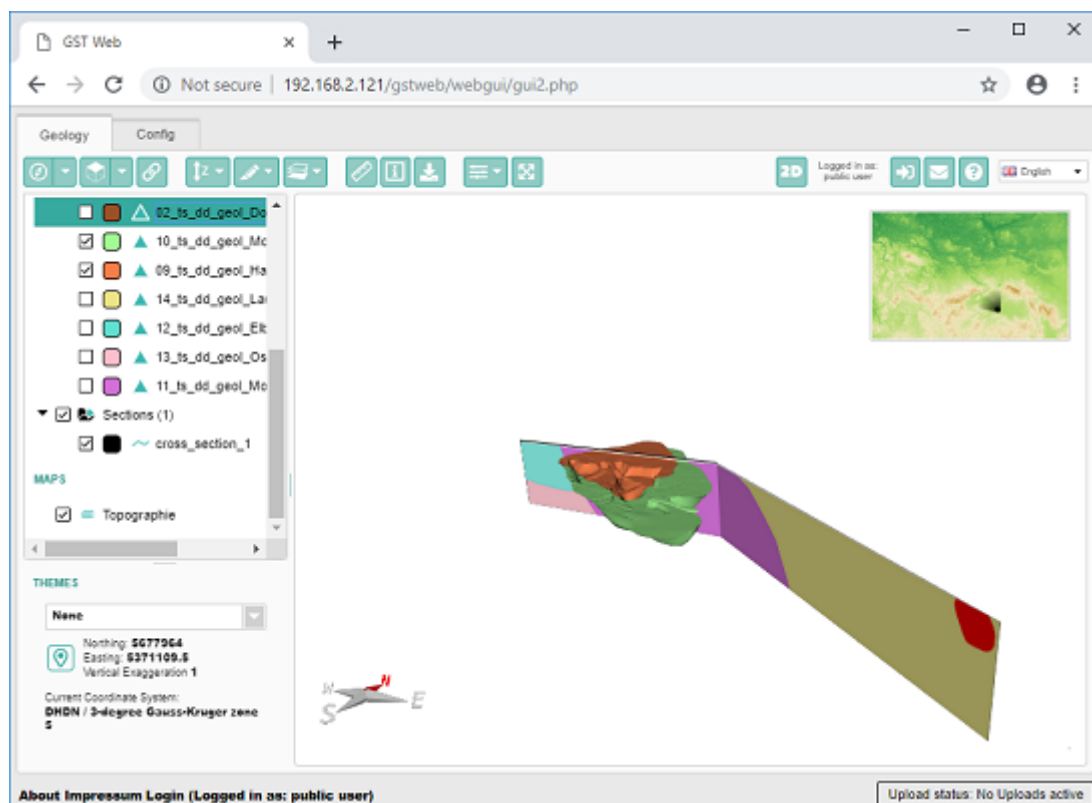 GST Web
Not secure | 192.168.2.121/gstweb/webgui/gui2.php
Geology
Config
2D
Logged in as:
public user
English
02_ts_dd_geol_Do
10_ts_dd_geol_Mo
09_ts_dd_geol_Ha
14_ts_dd_geol_Lau
12_ts_dd_geol_Elb
13_ts_dd_geol_Os
11_ts_dd_geol_Mo
Sections (1)
cross_section_1
MAPS
Topographie
THEMES
None
Northing: 5677964
Easting: 5371109.5
Vertical Exaggeration 1
Current Coordinate System:
DHDN / 3-degree Gauss-Kruger zone
5
W
N
S
E
About Impressum Login (Logged in as: public user)
Upload status: No Uploads active